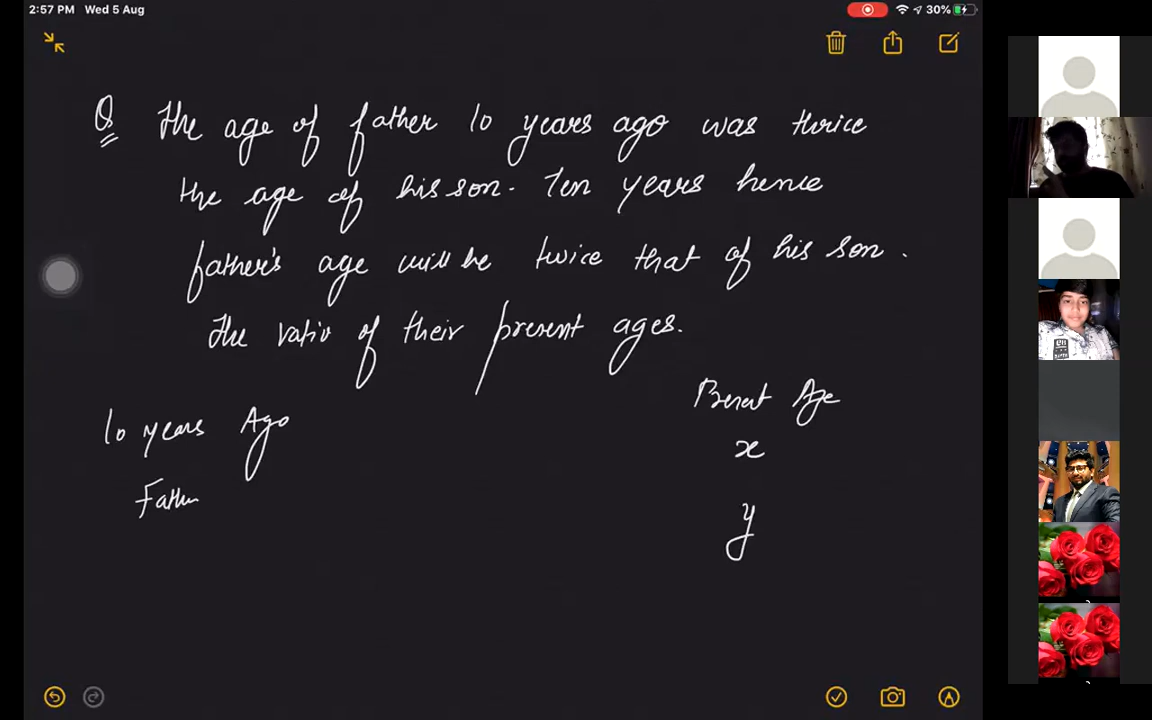 2:57 PM Wed 5 Aug
30%
Q The age of father 10 years ago was thrice
the age of his son. Ten years hence
father's age will be twice that of his son.
The ratio of their present ages.
Present Age
10 years Ago
x
Father
y